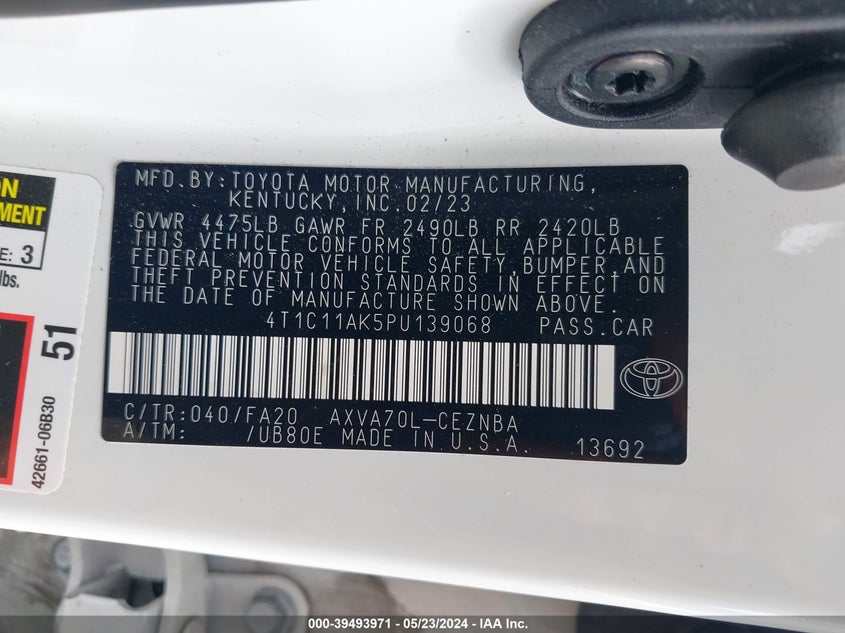 MFD.BY:TOYOTA MOTOR MANUFACTURING,
KENTUCKY,INC.02/23
GVWR 4475LB GAWR FR 2490LB RR 2420LB
THIS VEHICLE CONFORMS TO ALL APPLICABLE
FEDERAL MOTOR VEHICLE SAFETY,BUMPER,AND
THEFT PREVENTION STANDARDS IN EFFECT ON
THE DATE OF MANUFACTURE SHOWN ABOVE.
4T1C11AK5PU139068 PASS.CAR
C/TR:040/FA20 AXVA70L-CEZNBA
A/TM: /UB80E MADE IN U.S.A. 13692
E: 3
lbs.
51
42661-06B30
000-39493971 - 05/23/2024 - IAA Inc.